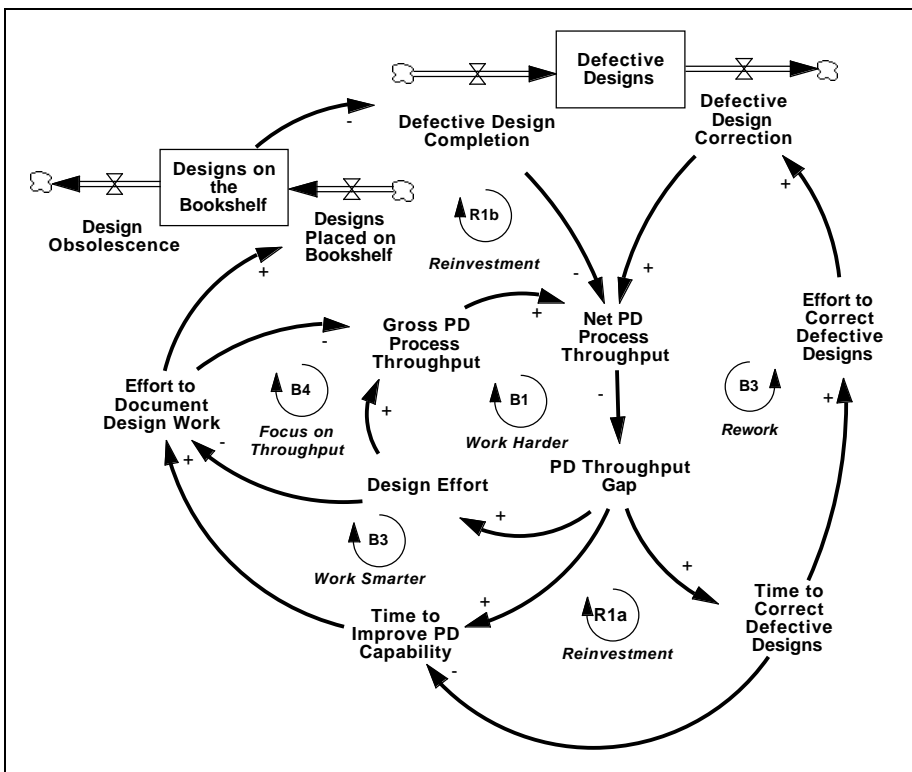 Defective
Designs
Defective Design
Completion
Defective
Design
Correction
-
Designs on
the
Bookshelf
Design
Obsolescence
Designs
Placed on
Bookshelf
+
R1b
Reinvestment
+
-
+
Gross PD
Process
Throughput
+
Net PD
Process
Throughput
Effort to
Correct
Defective
Designs
-
Effort to
Document
Design Work
B4
Focus on
Throughput
+
B1
Work Harder
-
B3
Rework
+
-
+
Design Effort
PD Throughput
Gap
+
B3
Work Smarter
+
+
Time to
Improve PD
Capability
R1a
Reinvestment
Time to
Correct
Defective
Designs
-